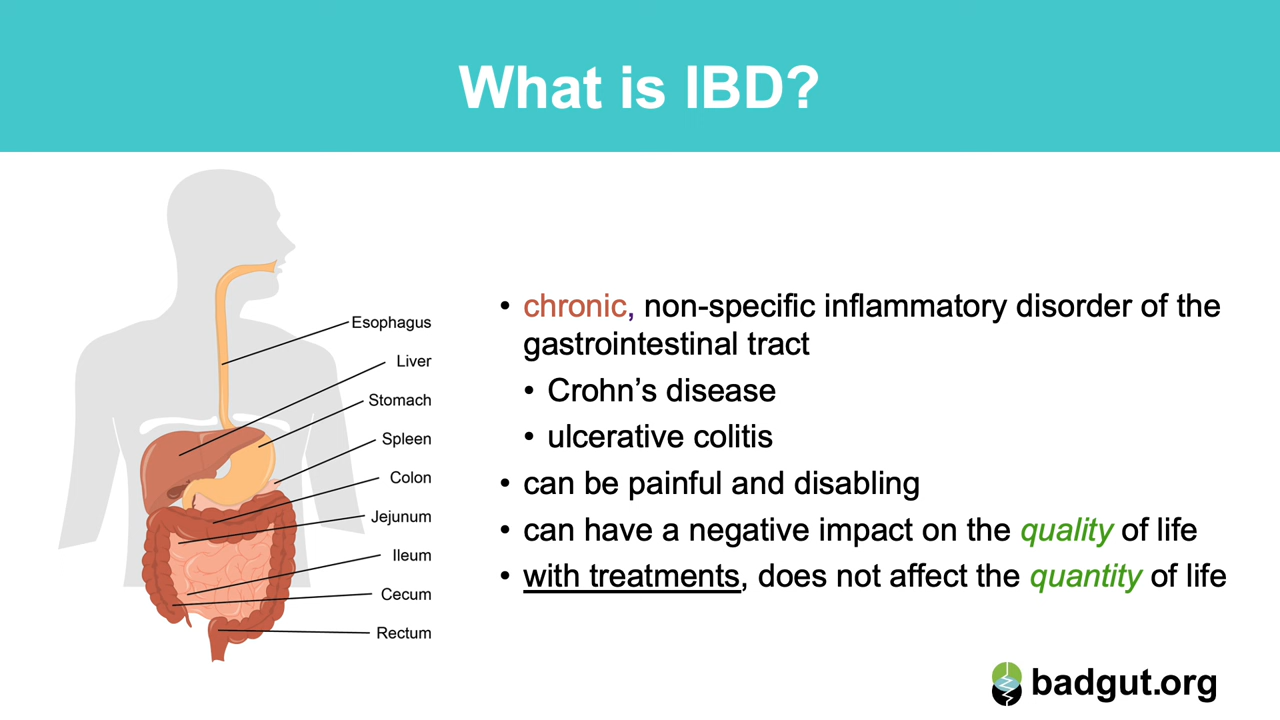 What is IBD?
Esophagus
Liver
Stomach
Spleen
Colon
Jejunum
Ileum
Cecum
Rectum
• chronic, non-specific inflammatory disorder of the
gastrointestinal tract
• Crohn’s disease
• ulcerative colitis
• can be painful and disabling
• can have a negative impact on the quality of life
• with treatments, does not affect the quantity of life
badgut.org